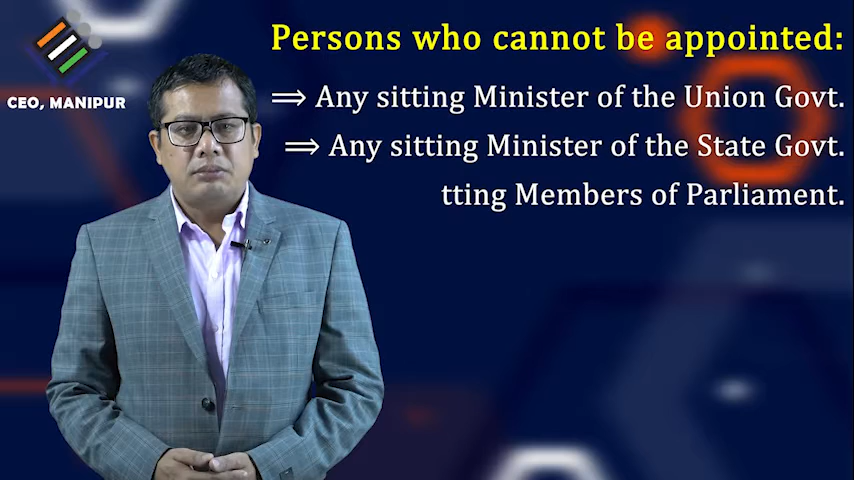 Persons who cannot be appointed:
CEO, MANIPUR
⟹ Any sitting Minister of the Union Govt.
⟹ Any sitting Minister of the State Govt.
tting Members of Parliament.